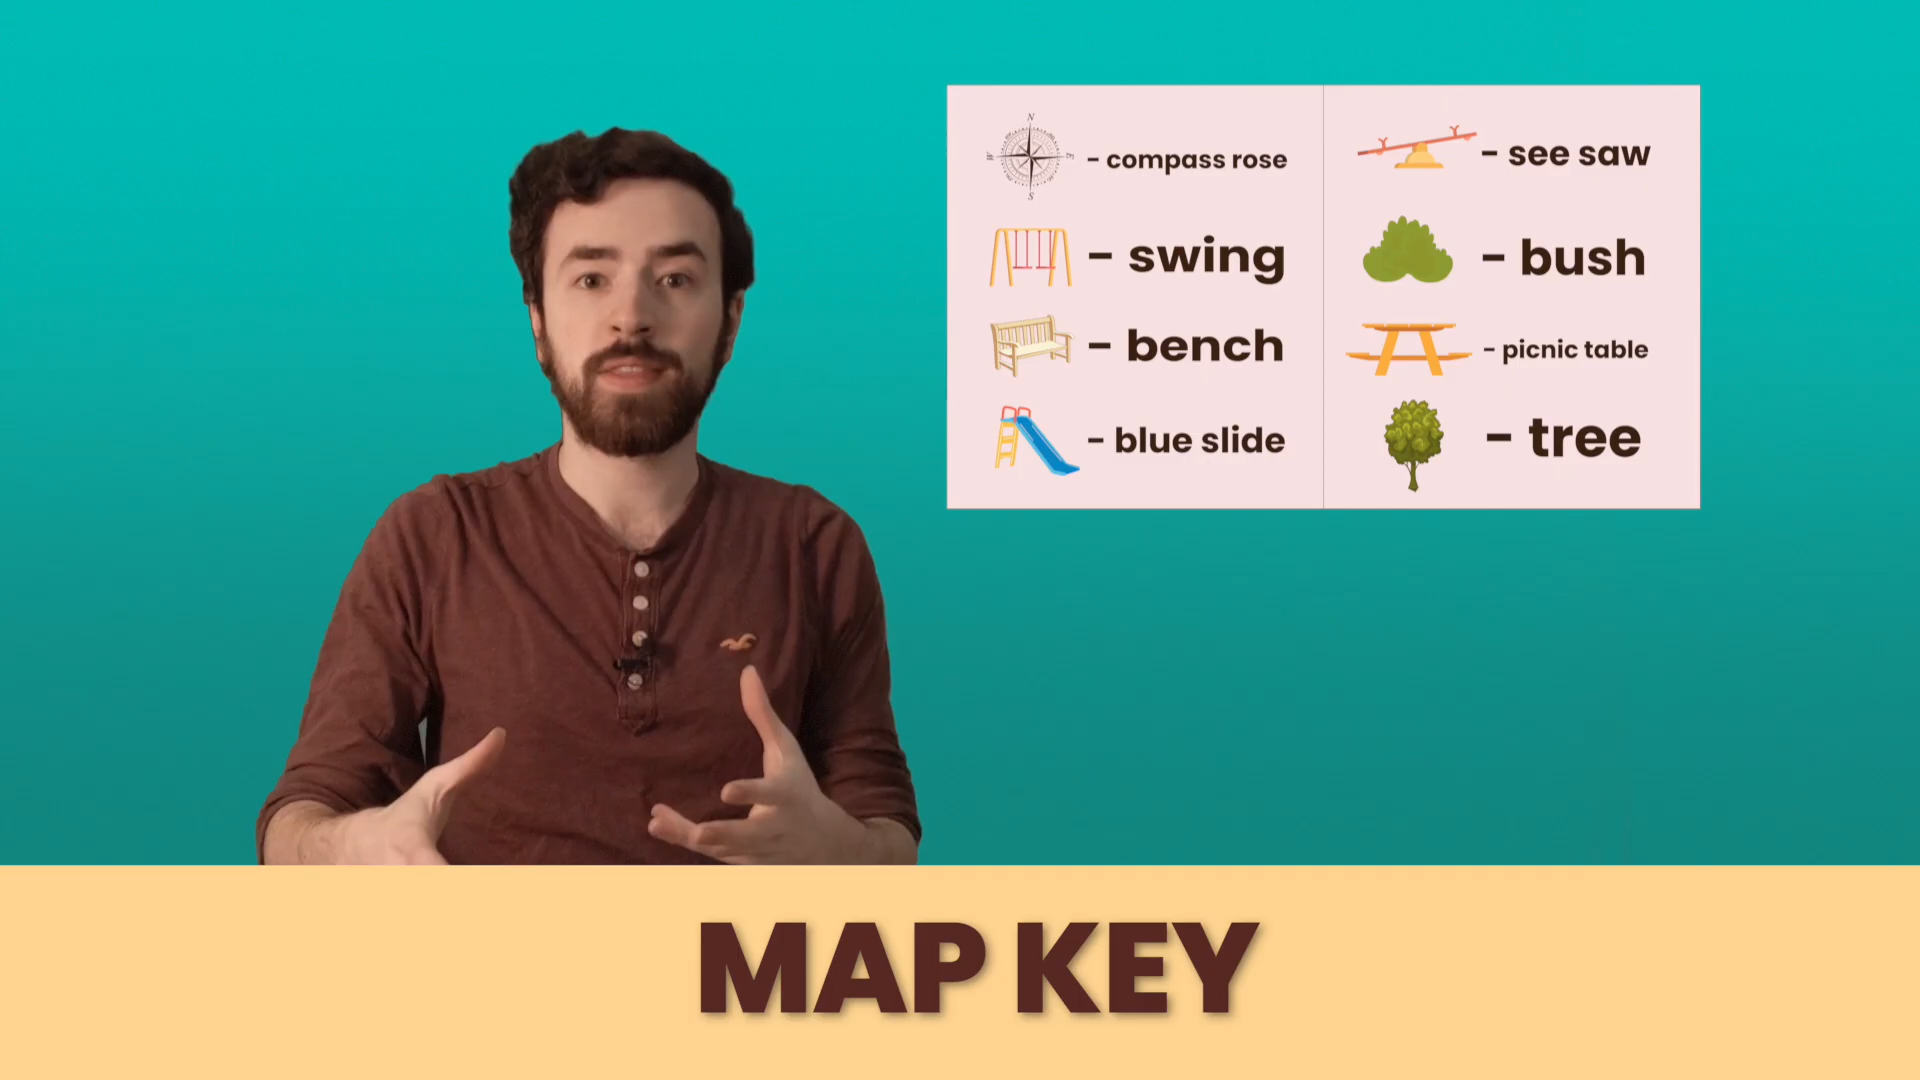 N
W
E
S
- compass rose
- swing
- bench
- blue slide
- see saw
- bush
- picnic table
- tree
MAP KEY